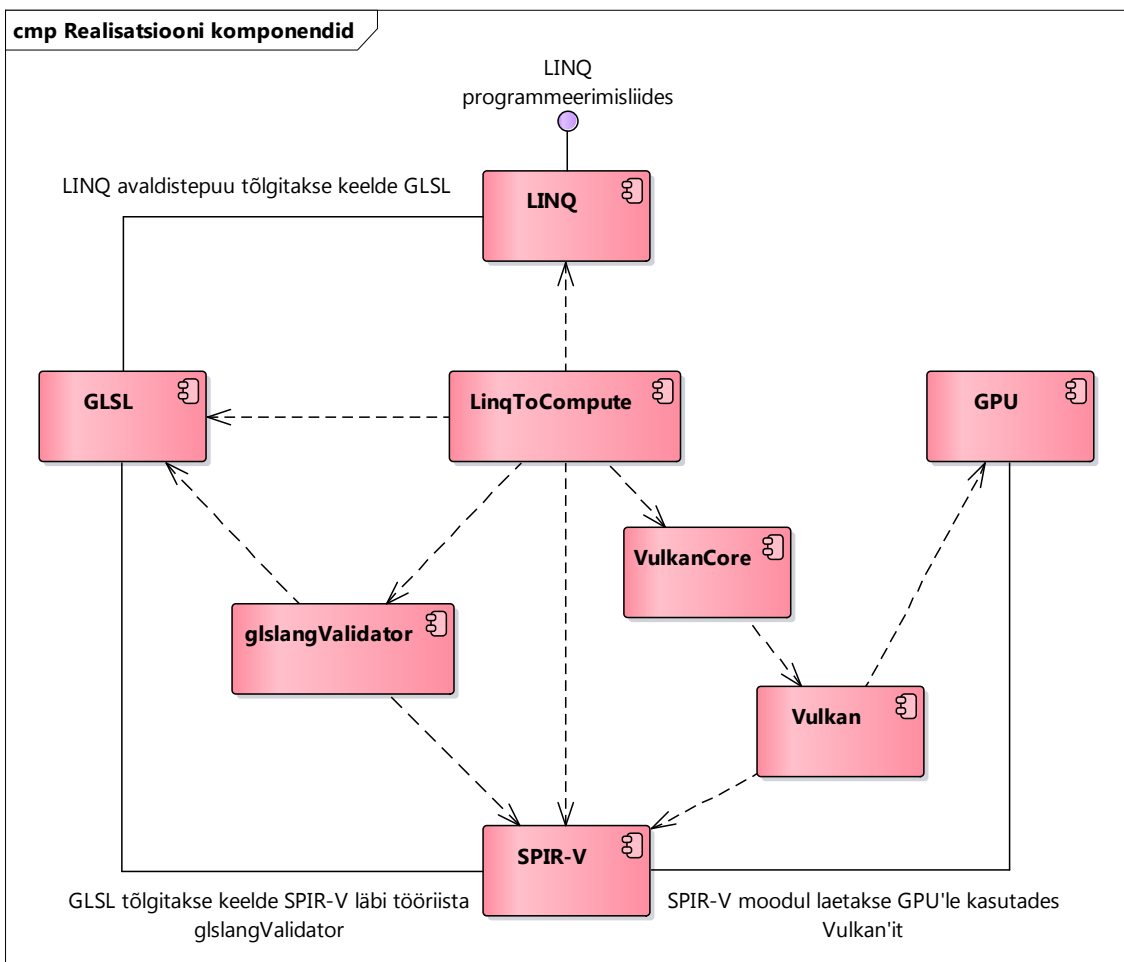 cmp Realisatsiooni komponendid
LINQ
programmeerimisliides
LINQ avaldistepuu tõlgitakse keelde GLSL
LINQ
GLSL
LinqToCompute
GPU
VulkanCore
glslangValidator
Vulkan
SPIR-V
GLSL tõlgitakse keelde SPIR-V läbi tööriista
glslangValidator
SPIR-V moodul laetakse GPU'le kasutades
Vulkan'it